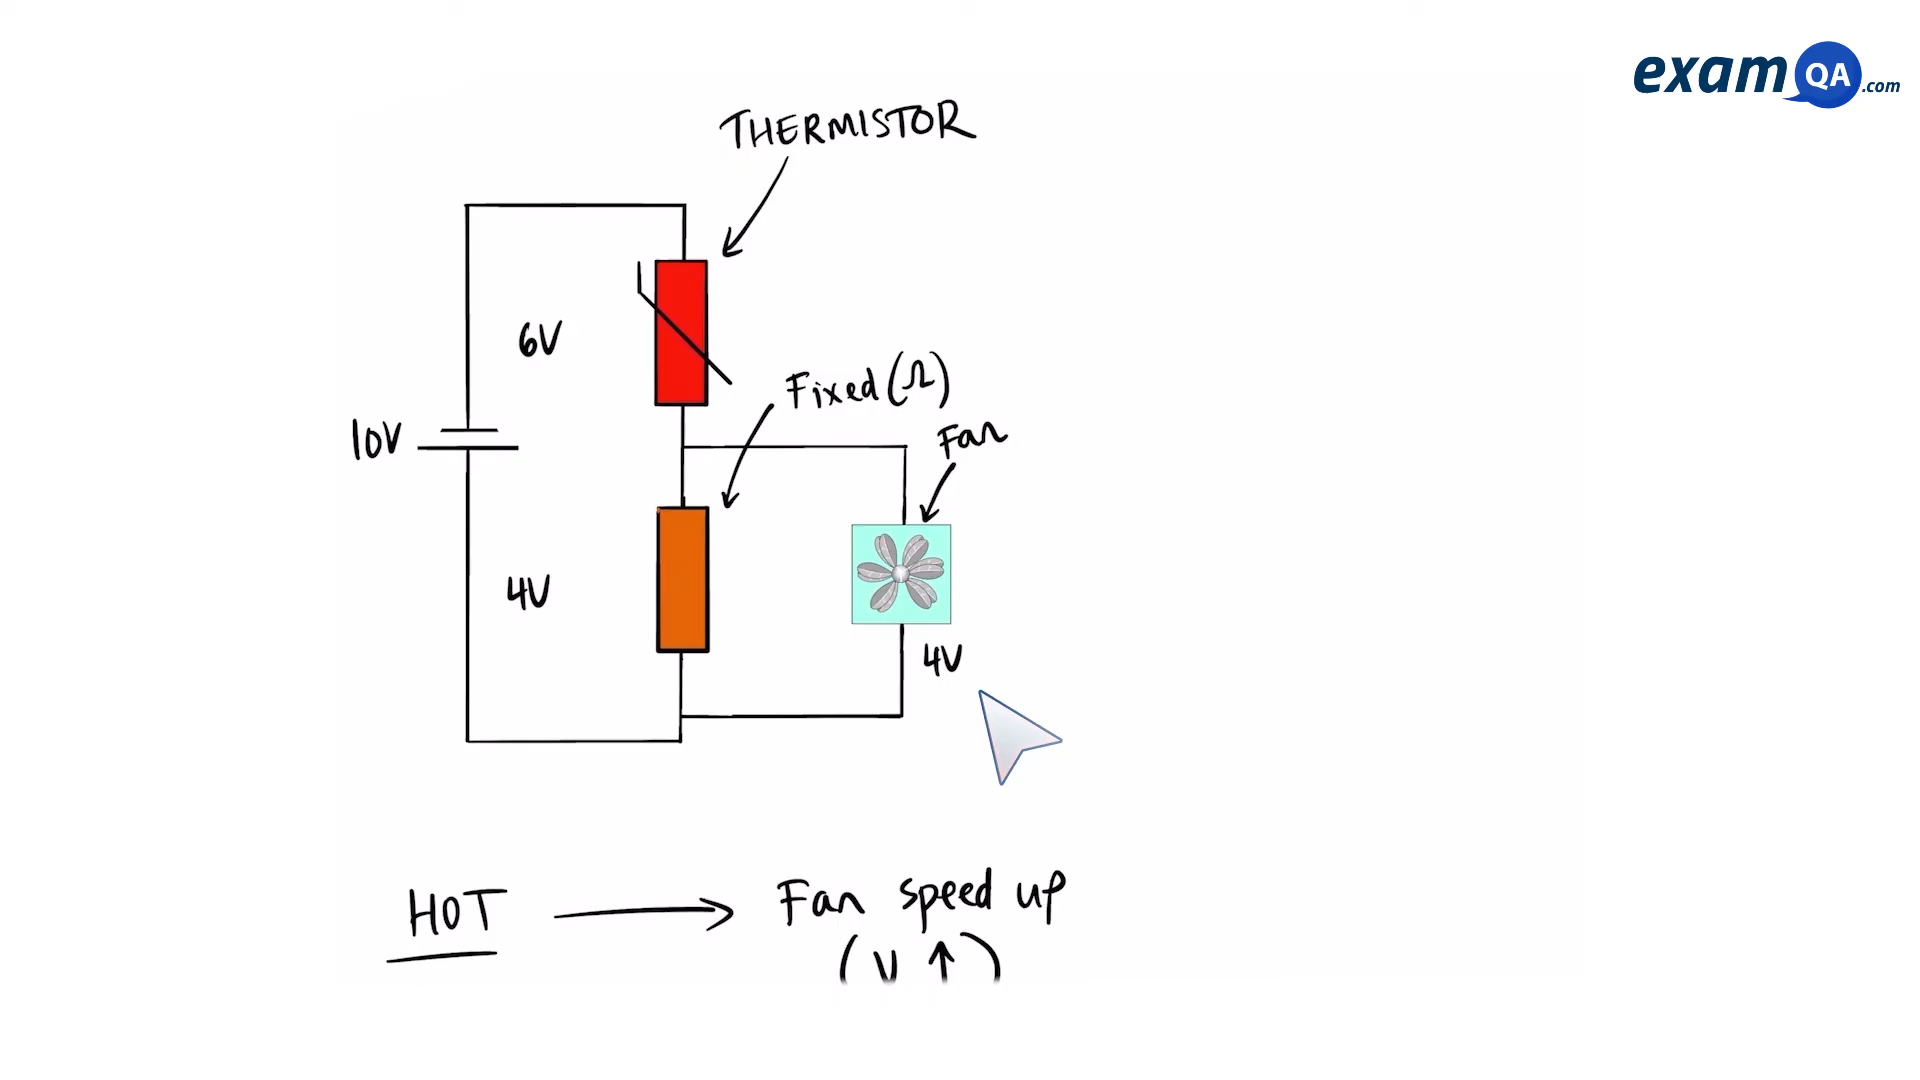 examQA.com
THERMISTOR
6V
Fixed (Ω)
10V
Fan
4V
4V
HOT → Fan speed up
(V ↑)